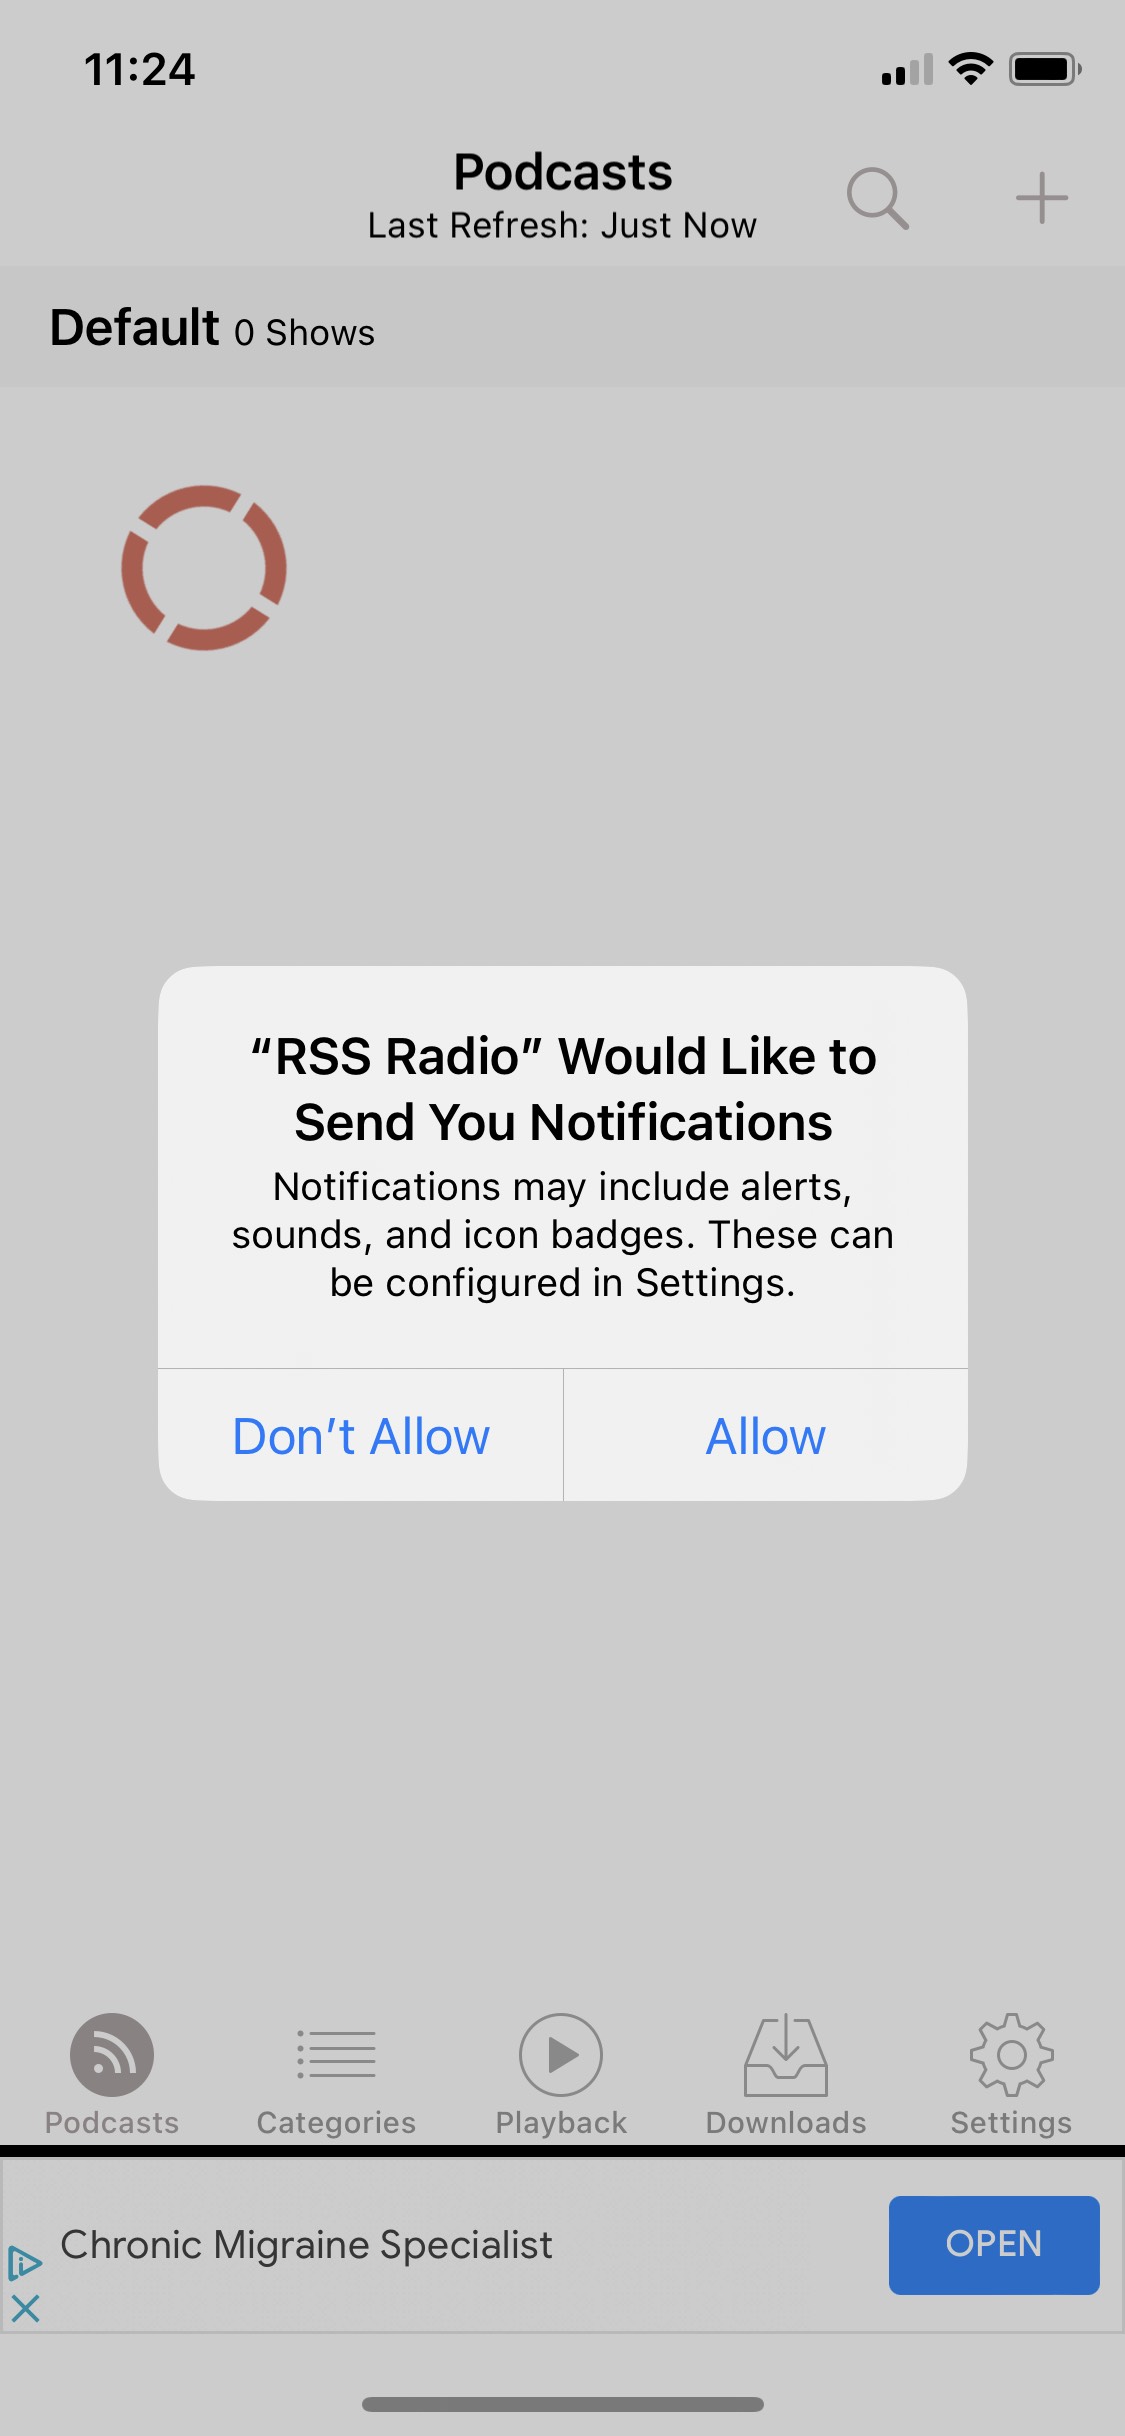 11:24
Podcasts
Last Refresh: Just Now
Default 0 Shows
“RSS Radio” Would Like to
Send You Notifications
Notifications may include alerts,
sounds, and icon badges. These can
be configured in Settings.
Don’t Allow
Allow
Podcasts
Categories
Playback
Downloads
Settings
Chronic Migraine Specialist
OPEN